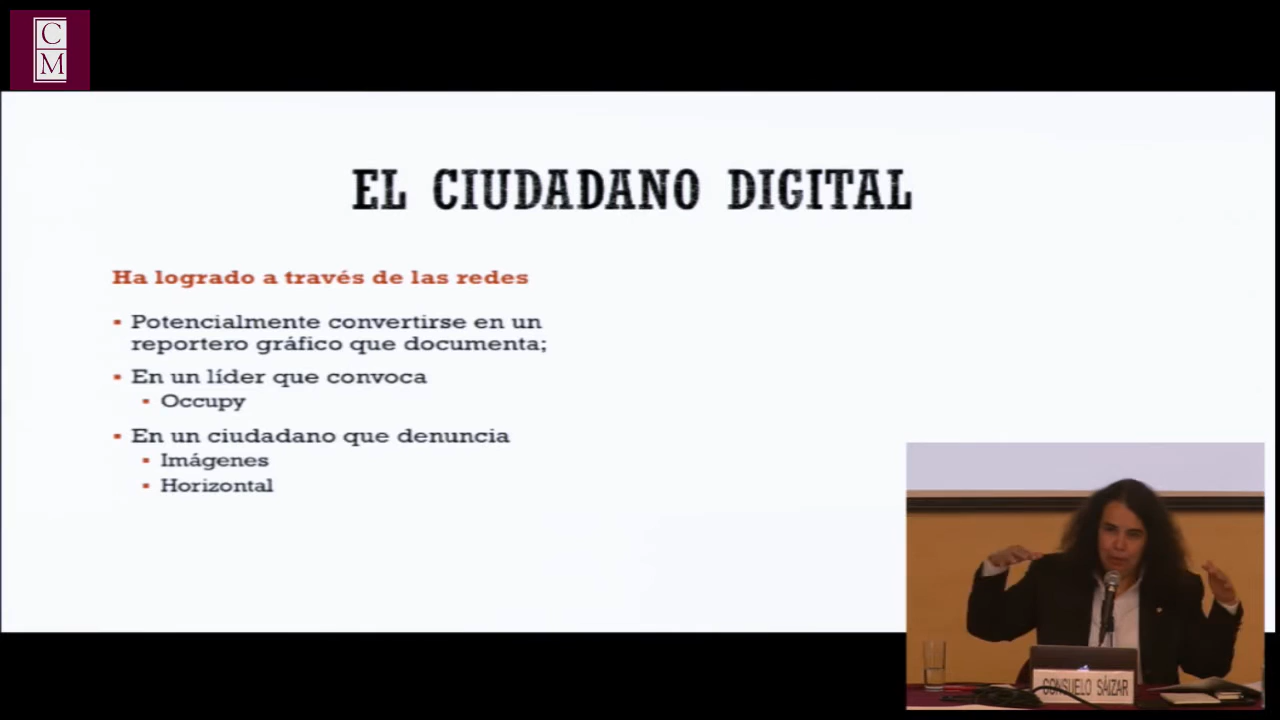 C
M
EL CIUDADANO DIGITAL
Ha logrado a través de las redes
▪ Potencialmente convertirse en un
reportero gráfico que documenta;
▪ En un líder que convoca
▪ Occupy
▪ En un ciudadano que denuncia
▪ Imágenes
▪ Horizontal
CONSUELO SÁIZAR